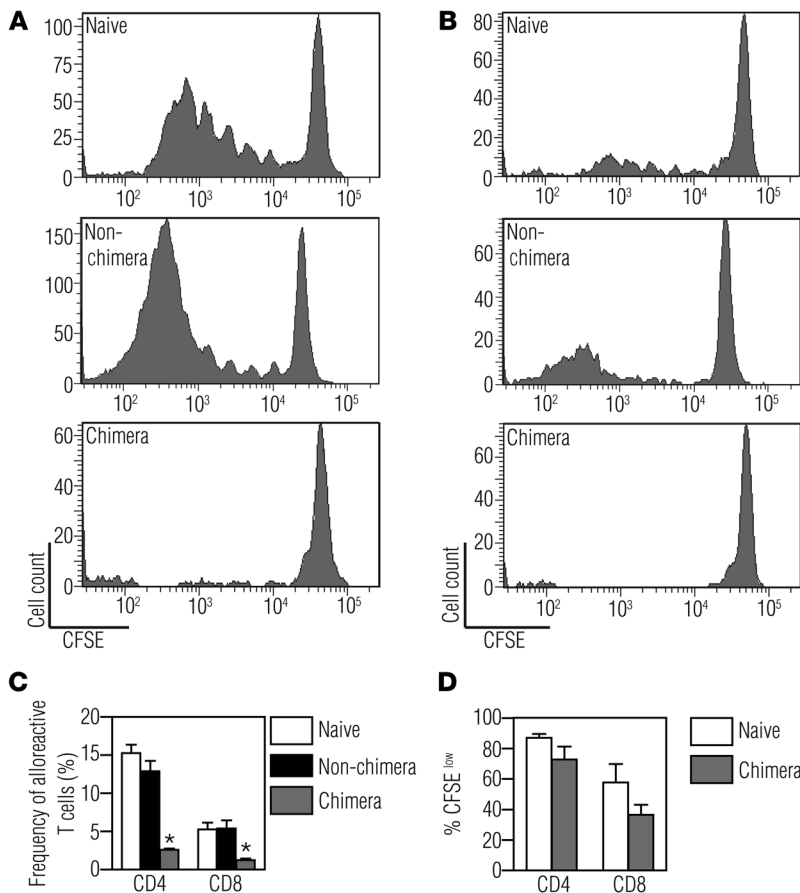 A
Naive
100
75
50
25
0
10²
10³
10⁴
10⁵
Non-
chimera
150
100
50
0
10²
10³
10⁴
10⁵
Chimera
60
40
20
0
10²
10³
10⁴
10⁵
Cell count
CFSE
B
Naive
80
60
40
20
0
10²
10³
10⁴
10⁵
Non-
chimera
60
40
20
0
10²
10³
10⁴
10⁵
Chimera
60
40
20
0
10²
10³
10⁴
10⁵
Cell count
CFSE
C
Frequency of alloreactive
T cells (%)
20
15
10
5
0
*
*
CD4
CD8
Naive
Non-chimera
Chimera
D
% CFSE low
100
80
60
40
20
0
CD4
CD8
Naive
Chimera